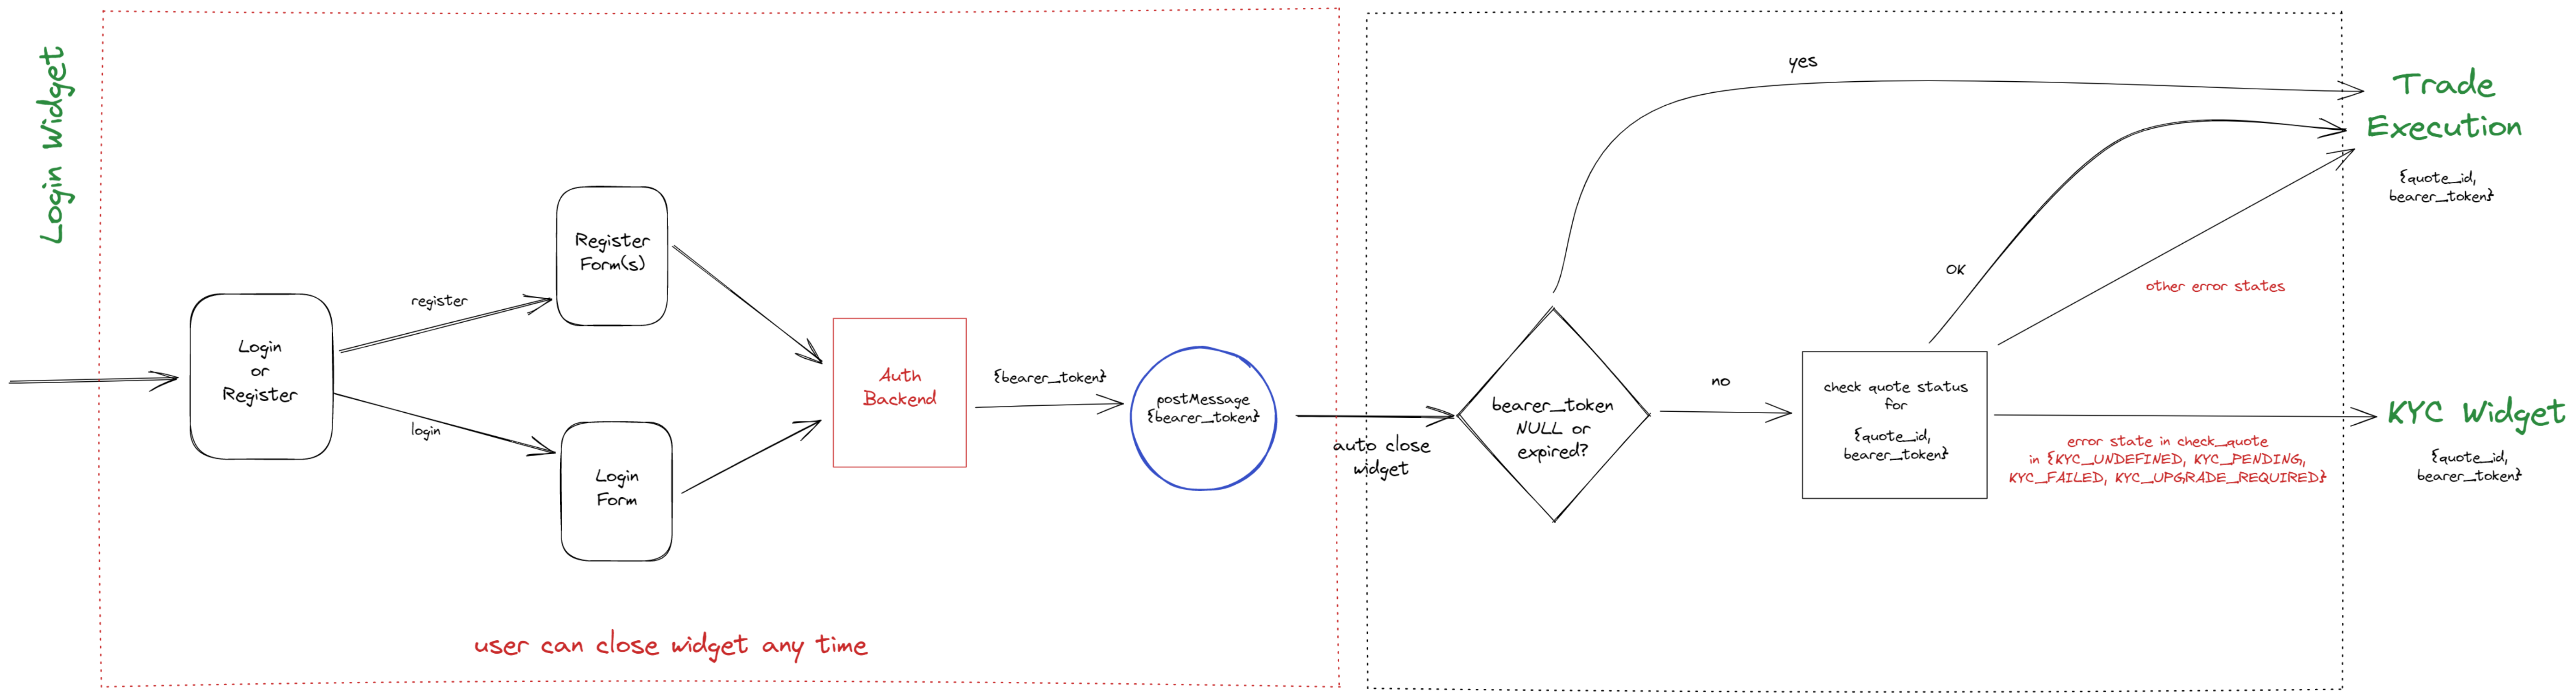 Login Widget
Login
or
Register
register
login
Register
Form(s)
Login
Form
Auth
Backend
{bearer_token}
postMessage
{bearer_token}
user can close widget any time
auto close
widget
bearer_token
NULL or
expired?
yes
no
check quote status
for
{quote_id,
bearer_token}
OK
other error states
error state in check_quote
in {KYC_UNDEFINED, KYC_PENDING,
KYC_FAILED, KYC_UPGRADE_REQUIRED}
Trade
Execution
{quote_id,
bearer_token}
KYC Widget
{quote_id,
bearer_token}